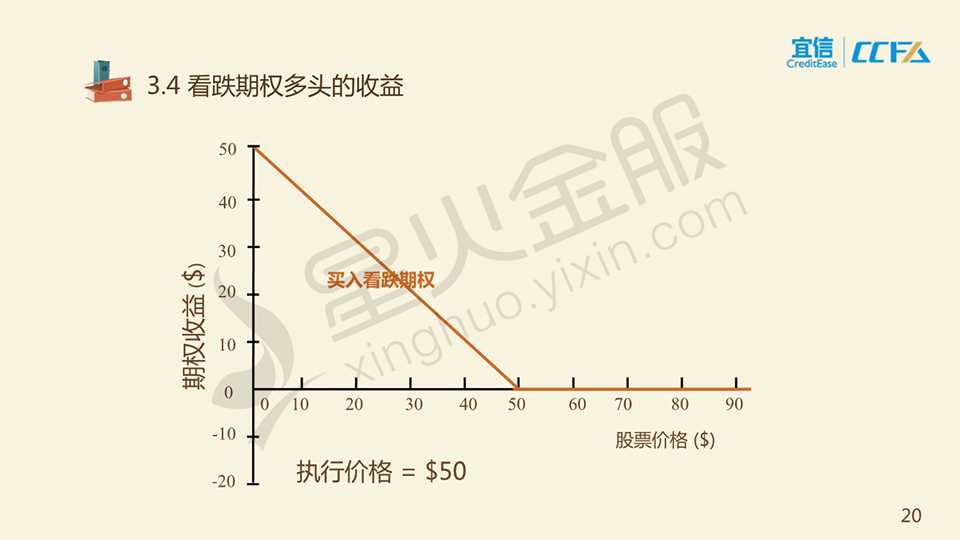 宜信
CreditEase
CCFA
3.4 看跌期权多头的收益
星火金服
xinghuo.yixin.com
50
40
30
20
10
0
-10
-20
期权收益 ($)
买入看跌期权
0 10 20 30 40 50 60 70 80 90
股票价格 ($)
执行价格 = $50
20